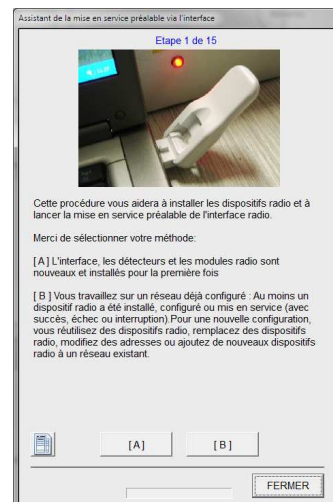 Assistant de la mise en service préalable via l'interface
Etape 1 de 15
Cette procédure vous aidera à installer les dispositifs radio et à
lancer la mise en service préalable de l'interface radio.
Merci de sélectionner votre méthode:
[ A ] L'interface, les détecteurs et les modules radio sont
nouveaux et installés pour la première fois
[ B ] Vous travaillez sur un réseau déjà configuré : Au moins un
dispositif radio a été installé, configuré ou mis en service (avec
succès, échec ou interruption).Pour une nouvelle configuration,
vous réutilisez des dispositifs radio, remplacez des dispositifs
radio, modifiez des adresses ou ajoutez de nouveaux dispositifs
radio à un réseau existant.
[ A ] [ B ]
FERMER